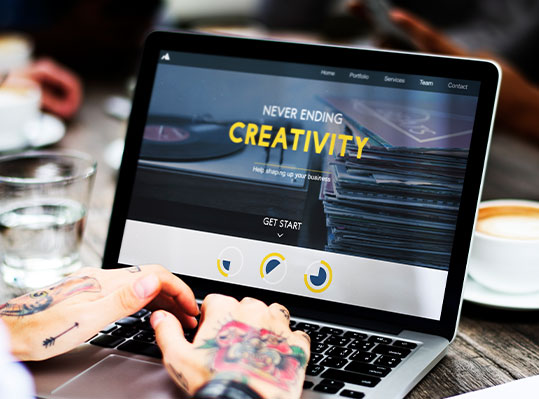 Home Portfolio Services Team Contact
NEVER ENDING
CREATIVITY
Help shaping up your business
GET START